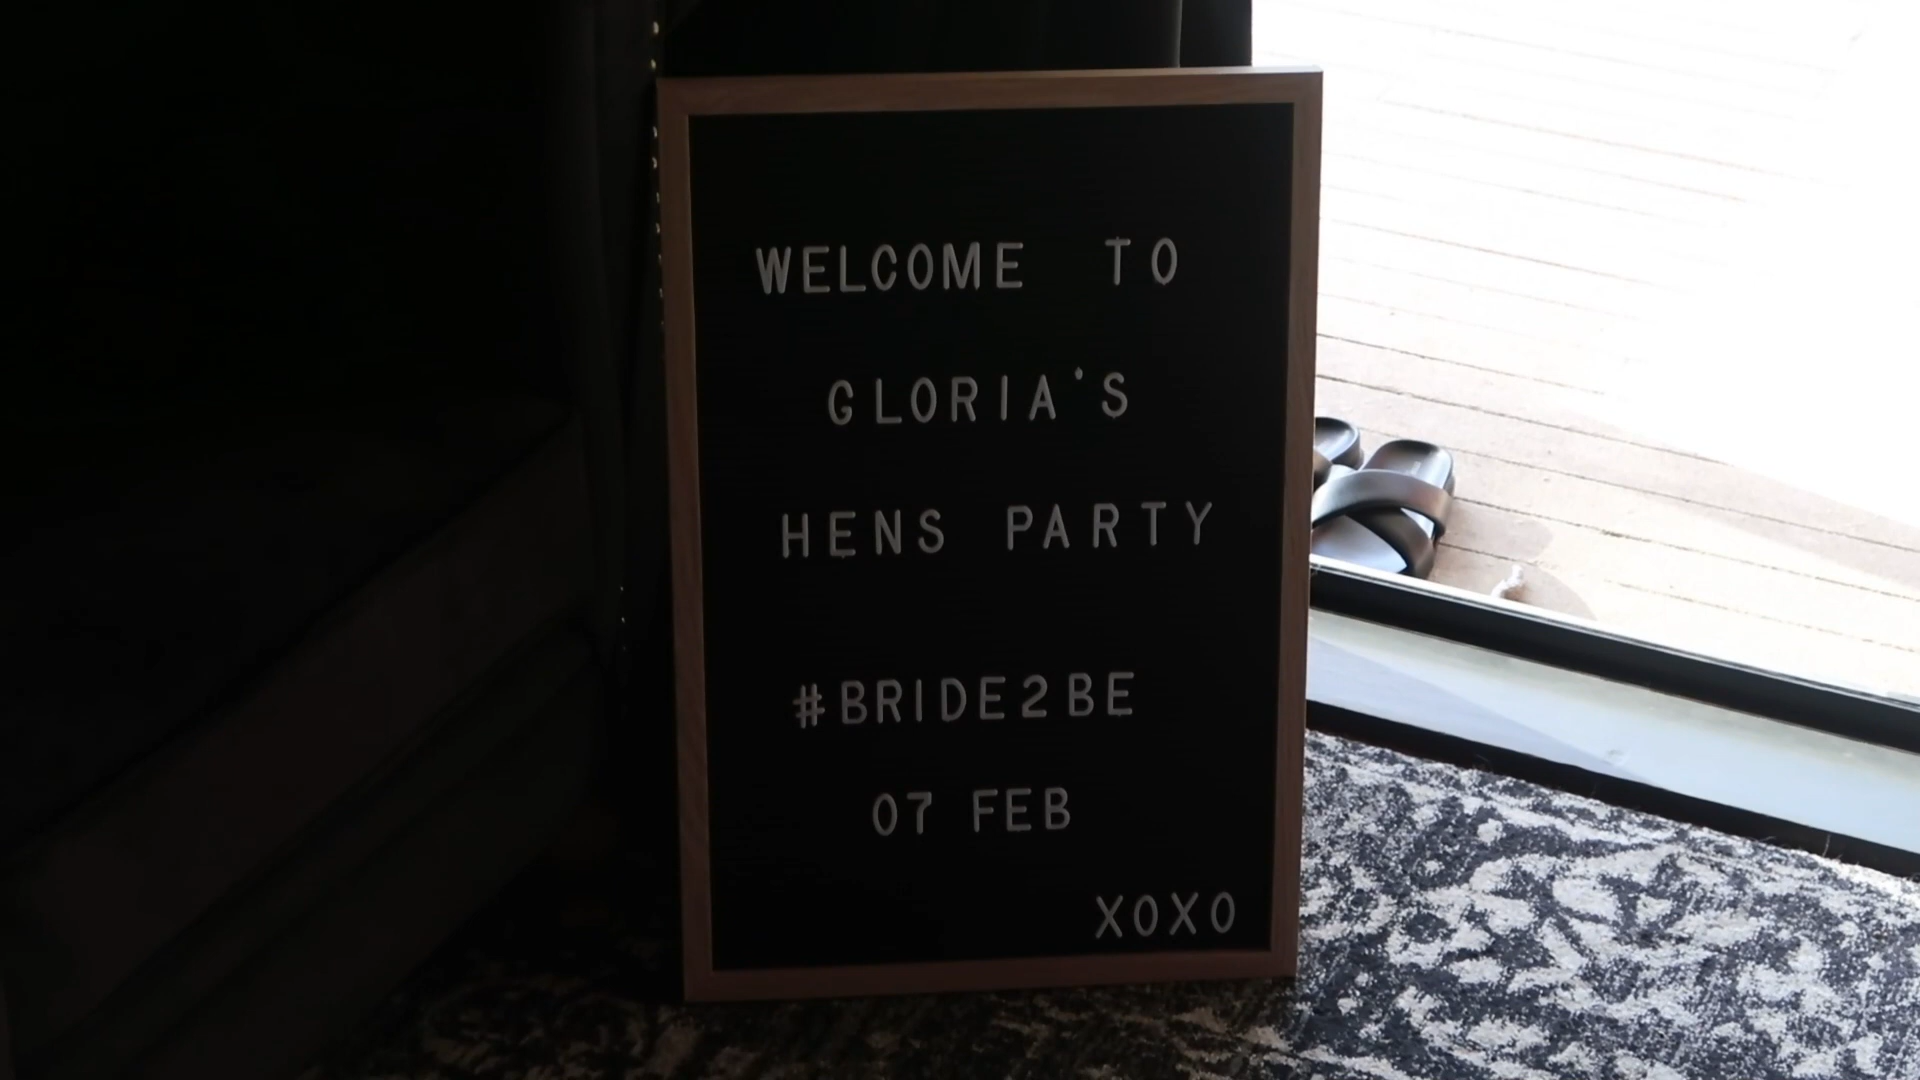 WELCOME TO
GLORIA'S
HENS PARTY
#BRIDE2BE
07 FEB
XOXO